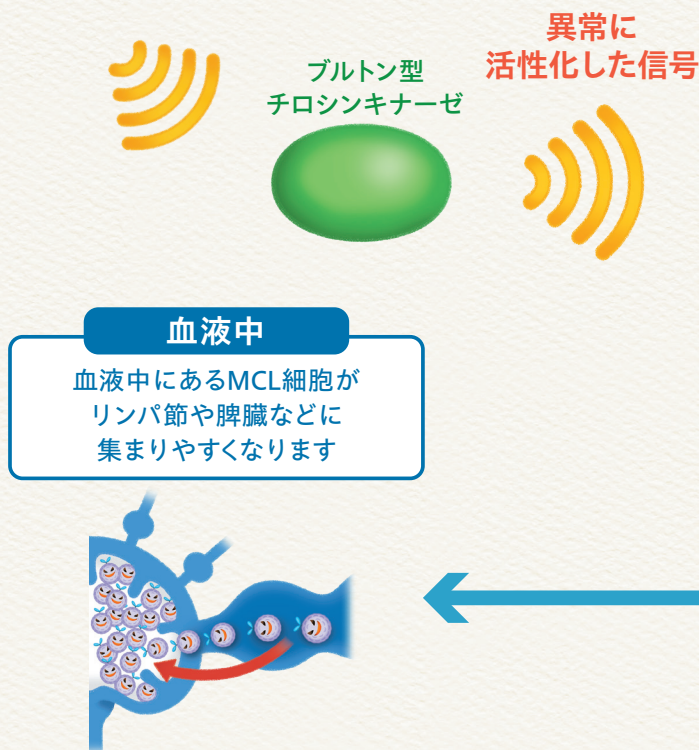 異常に
活性化した信号
ブルトン型
チロシンキナーゼ
血液中
血液中にあるMCL細胞が
リンパ節や脾臓などに
集まりやすくなります